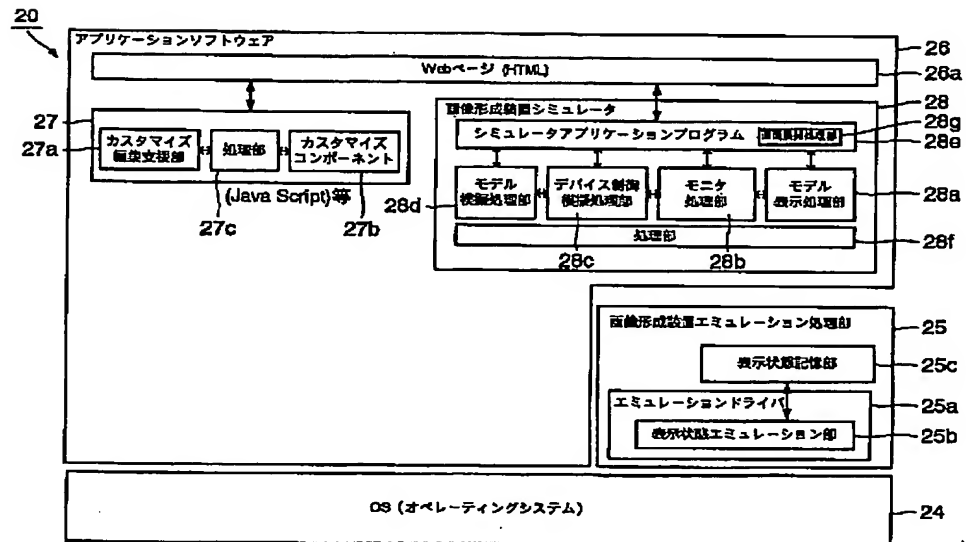 20
アプリケーションソフトウェア
26
Webページ (HTML)
26a
27
画像形成装置シミュレータ
28
シミュレータアプリケーションプログラム
28g
28e
27a
カスタマイズ
編集支援部
処理部
カスタマイズ
コンポーネント
(Java Script)等
27c
27b
モデル
模擬処理部
デバイス制御
模擬処理部
モニタ
処理部
モデル
表示処理部
28a
28d
処理部
28f
28c
28b
画像形成装置エミュレーション処理部
25
表示状態記憶部
25c
エミュレーションドライバ
25a
表示状態エミュレーション部
25b
OS (オペレーティングシステム)
24